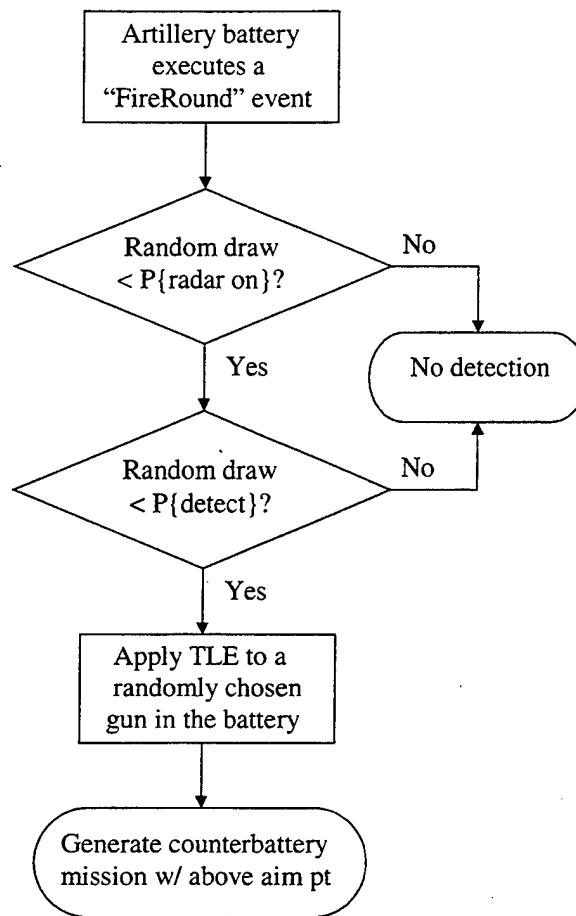 Artillery battery
executes a
“FireRound” event
Random draw
< P{radar on}?
No
No detection
Yes
Random draw
< P{detect}?
No
Yes
Apply TLE to a
randomly chosen
gun in the battery
Generate counterbattery
mission w/ above aim pt